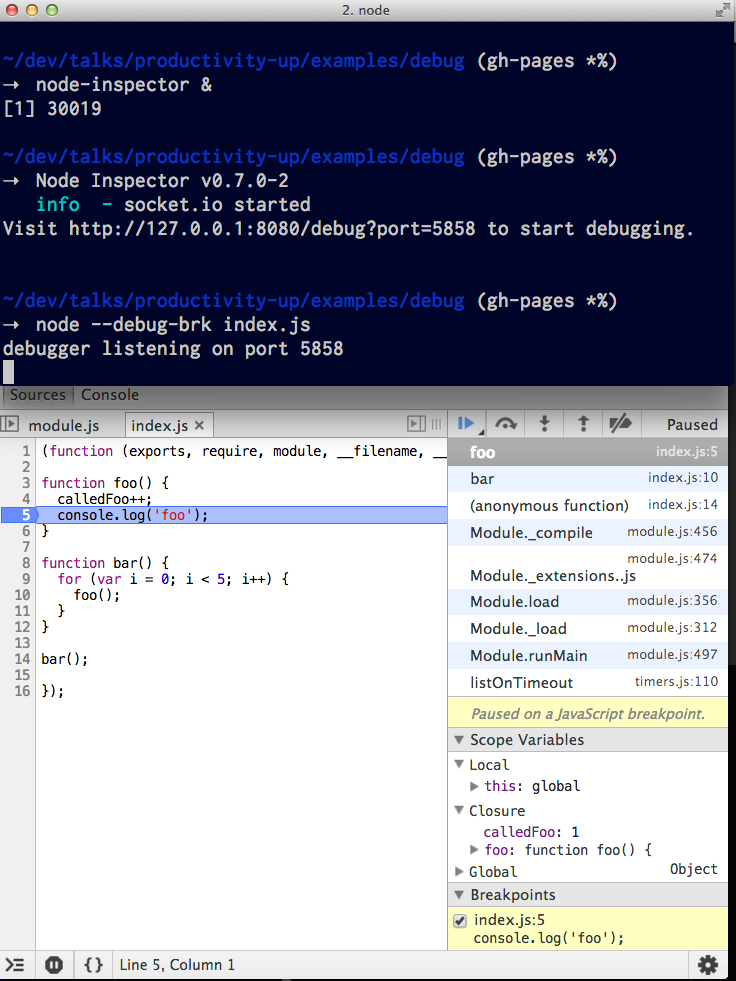 2. node
~/dev/talks/productivity-up/examples/debug (gh-pages *%)
→ node-inspector &
[1] 30019
~/dev/talks/productivity-up/examples/debug (gh-pages *%)
→ Node Inspector v0.7.0-2
info - socket.io started
Visit http://127.0.0.1:8080/debug?port=5858 to start debugging.
~/dev/talks/productivity-up/examples/debug (gh-pages *%)
→ node --debug-brk index.js
debugger listening on port 5858
Sources Console
module.js index.js ×
1 (function (exports, require, module, __filename, __
2
3 function foo() {
4 calledFoo++;
5 console.log('foo');
6 }
7
8 function bar() {
9 for (var i = 0; i < 5; i++) {
10 foo();
11 }
12 }
13
14 bar();
15
16 });
Paused
foo index.js:5
bar index.js:10
(anonymous function) index.js:14
Module._compile module.js:456
module.js:474
Module._extensions..js
Module.load module.js:356
Module._load module.js:312
Module.runMain module.js:497
listOnTimeout timers.js:110
Paused on a JavaScript breakpoint.
Scope Variables
Local
this: global
Closure
calledFoo: 1
foo: function foo() {
Global Object
Breakpoints
index.js:5
console.log('foo');
{} Line 5, Column 1